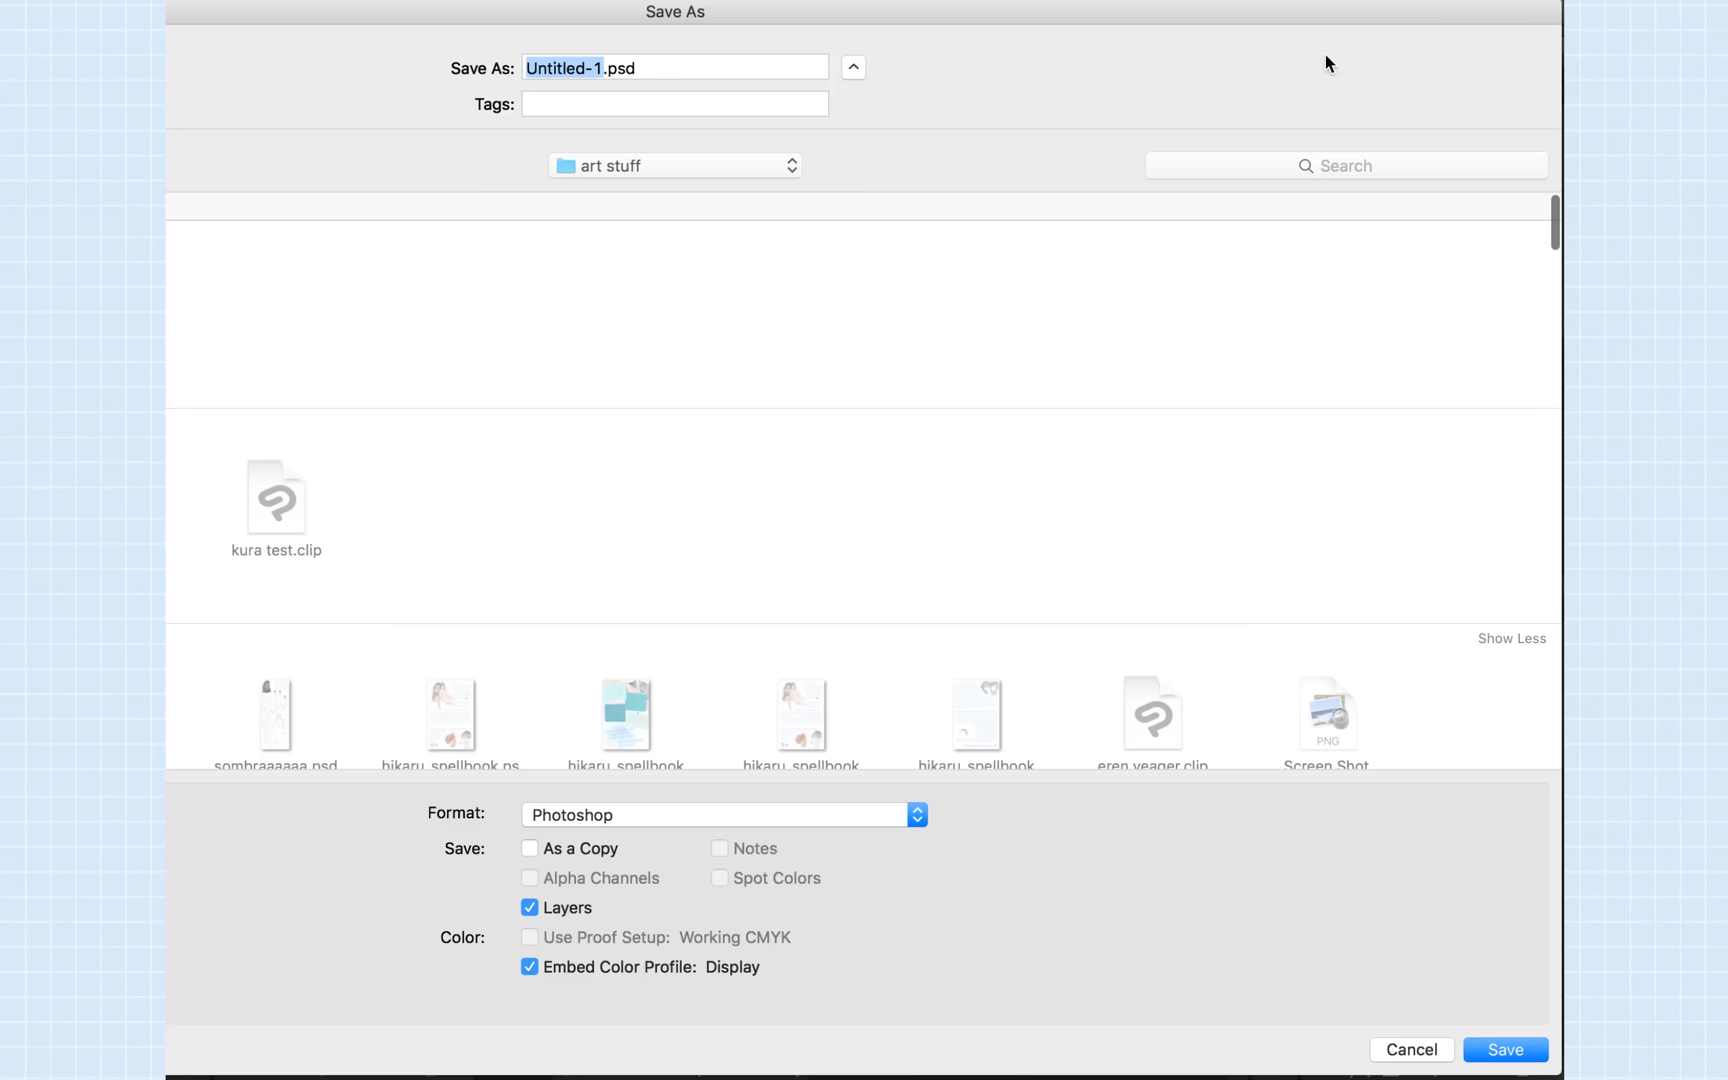 Save As
Save As: Untitled-1.psd
Tags:
art stuff
Search
kura test.clip
Show Less
PNG
sombraaaaaa.psd hikaru_spellbook.ps hikaru_spellbook hikaru_spellbook hikaru_spellbook eren yeager.clip Screen Shot
Format: Photoshop
Save: As a Copy Notes
Alpha Channels Spot Colors
Layers
Color: Use Proof Setup: Working CMYK
Embed Color Profile: Display
Cancel Save